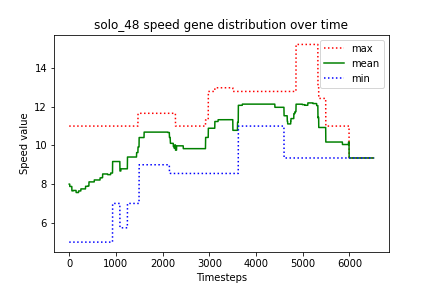 solo_48 speed gene distribution over time
max
mean
min
Speed value
14
12
10
8
6
0 1000 2000 3000 4000 5000 6000
Timesteps